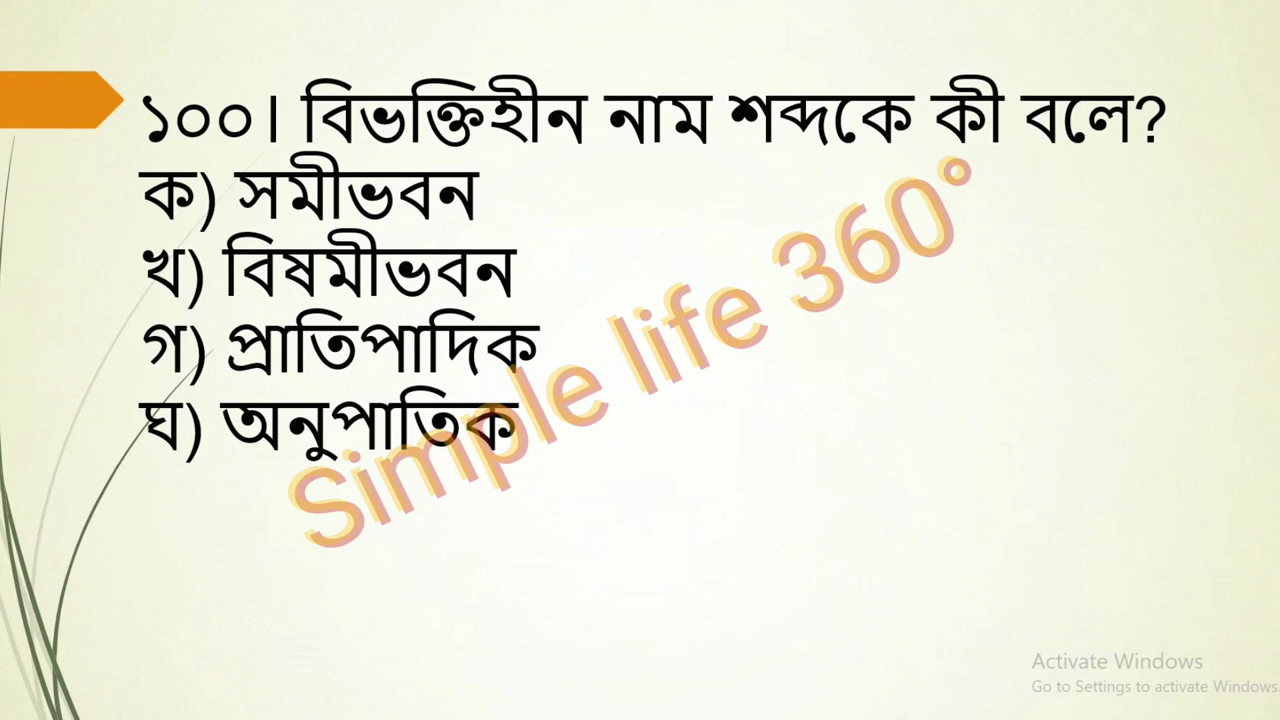 ১০০। বিভক্তিহীন নাম শব্দকে কী বলে?
ক) সমীভবন
খ) বিষমীভবন
গ) প্রাতিপাদিক
ঘ) অনুপাতিক
Simple life 360°
Activate Windows
Go to Settings to activate Windows.